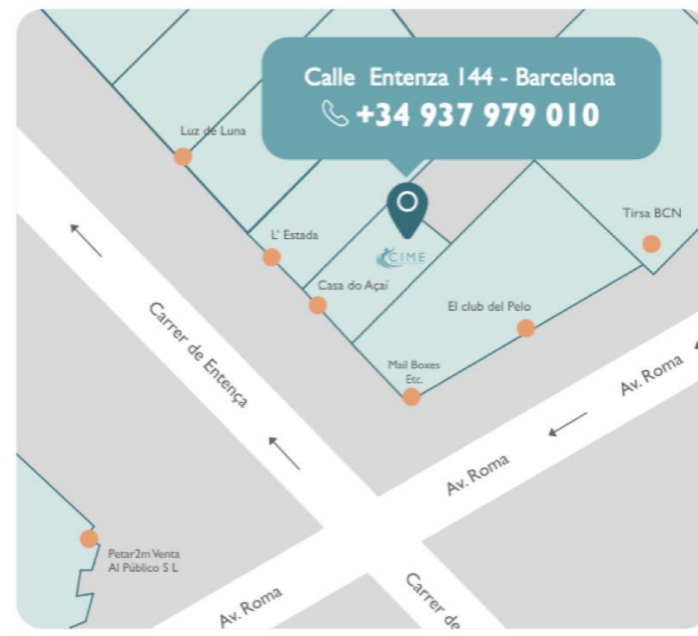 Calle Entenza 144 - Barcelona
+34 937 979 010
Luz de Luna
Tirsa BCN
L' Estada
CIME
Casa do Açaí
El club del Pelo
Carrer de Entença
Mail Boxes
Etc.
Av. Roma
Av. Roma
Petar2m Venta
Al Público S L
Av. Roma
Carrer de